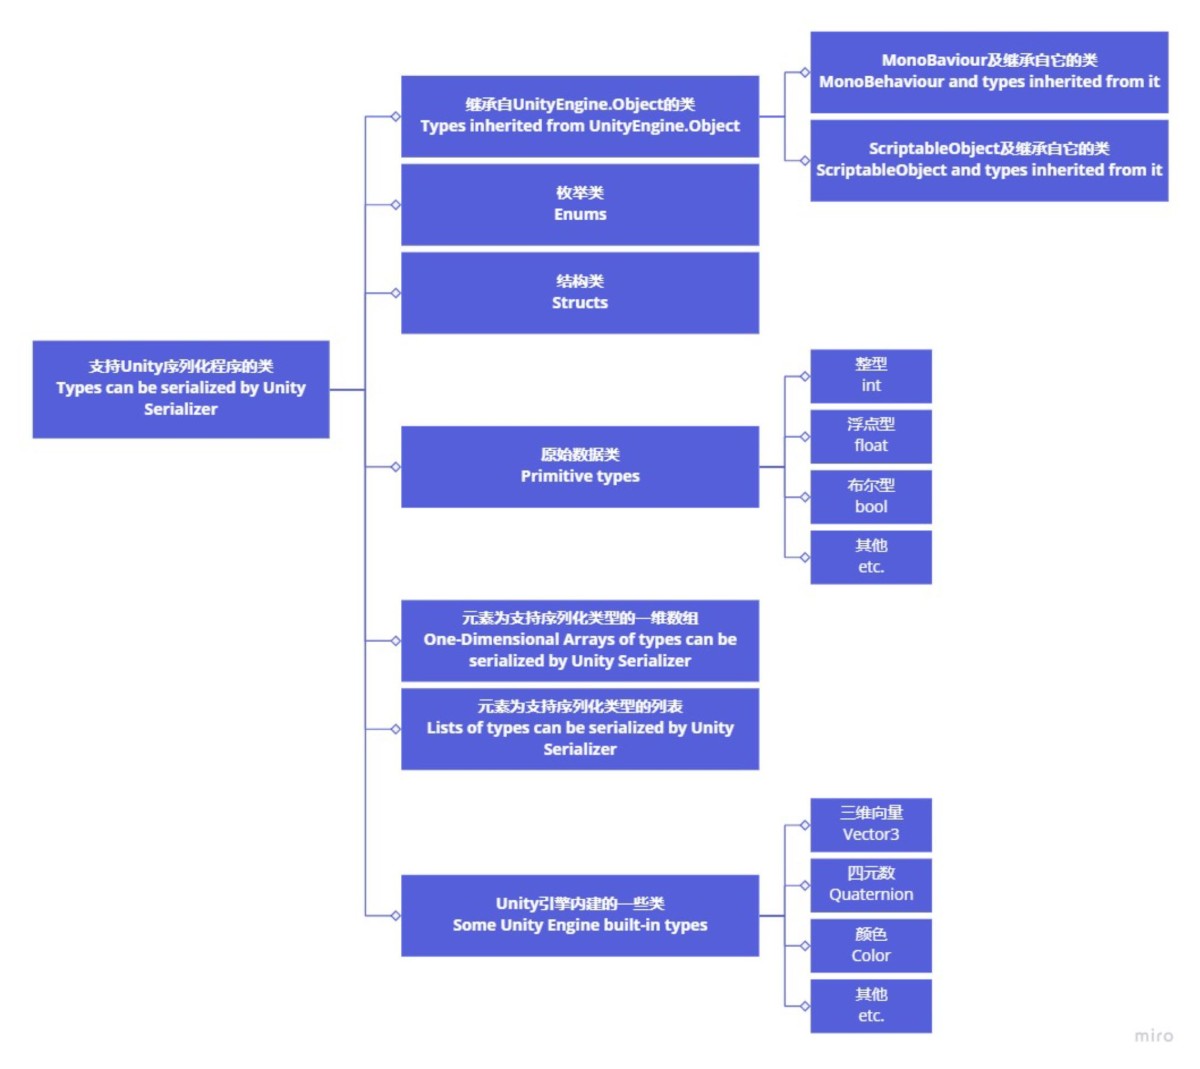 支持Unity序列化程序的类
Types can be serialized by Unity
Serializer
继承自UnityEngine.Object的类
Types inherited from UnityEngine.Object
MonoBaviour及继承自它的类
MonoBehaviour and types inherited from it
ScriptableObject及继承自它的类
ScriptableObject and types inherited from it
枚举类
Enums
结构类
Structs
原始数据类
Primitive types
整型
int
浮点型
float
布尔型
bool
其他
etc.
元素为支持序列化类型的一维数组
One-Dimensional Arrays of types can be
serialized by Unity Serializer
元素为支持序列化类型的列表
Lists of types can be serialized by Unity
Serializer
Unity引擎内建的一些类
Some Unity Engine built-in types
三维向量
Vector3
四元数
Quaternion
颜色
Color
其他
etc.
miro